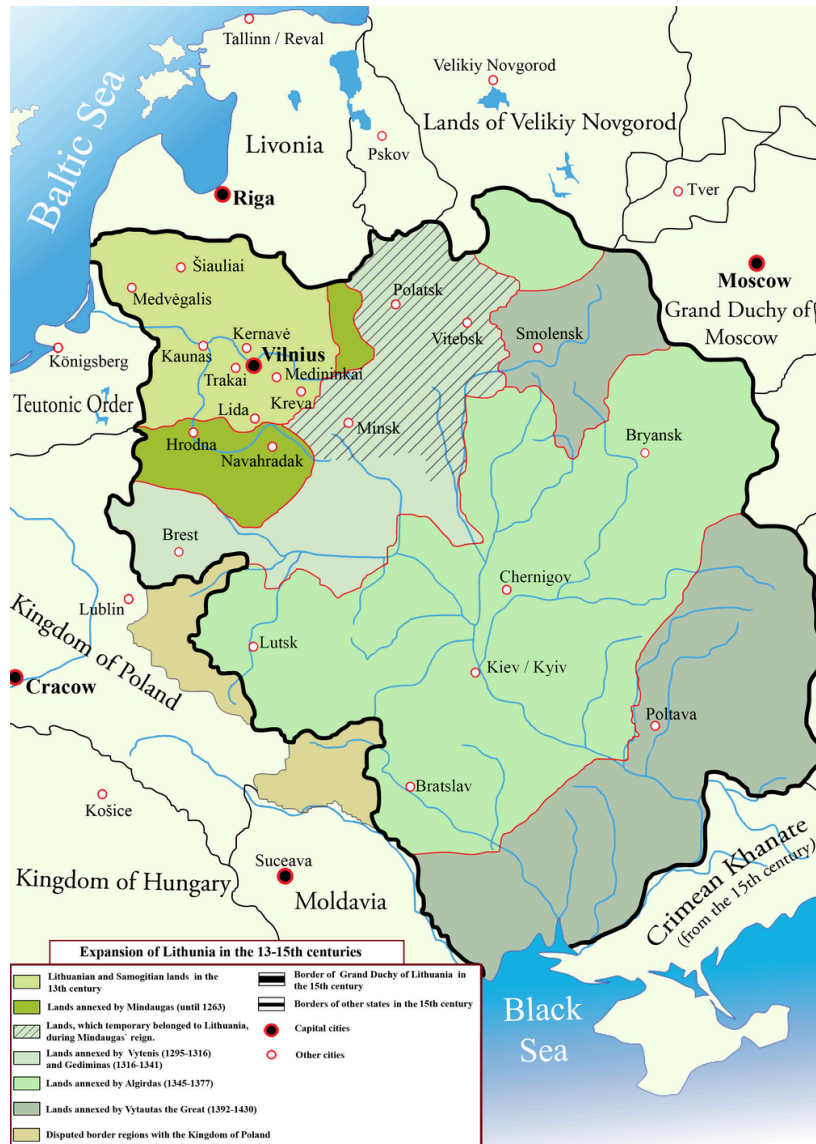 Tallinn / Reval
Velikiy Novgorod
Baltic Sea
Lands of Velikiy Novgorod
Livonia
Pskov
Tver
Riga
Šiauliai
Moscow
Medvėgalis
Polatsk
Grand Duchy of
Moscow
Kernavė
Vitebsk
Smolensk
Königsberg
Kaunas
Vilnius
Trakai
Medininkai
Teutonic Order
Kreva
Lida
Minsk
Hrodna
Bryansk
Navahradak
Brest
Chernigov
Lublin
Kingdom of Poland
Lutsk
Kiev / Kyiv
Cracow
Poltava
Bratslav
Košice
Suceava
Kingdom of Hungary
Moldavia
Crimean Khanate
(from the 15th century)
Black
Sea
Expansion of Lithunia in the 13-15th centuries
Lithuanian and Samogitian lands in the
13th century
Lands annexed by Mindaugas (until 1263)
Lands, which temporary belonged to Lithuania,
during Mindaugas` reign.
Lands annexed by Vytenis (1295-1316)
and Gediminas (1316-1341)
Lands annexed by Algirdas (1345-1377)
Lands annexed by Vytautas the Great (1392-1430)
Disputed border regions with the Kingdom of Poland
Border of Grand Duchy of Lithuania in
the 15th century
Borders of other states in the 15th century
Capital cities
Other cities